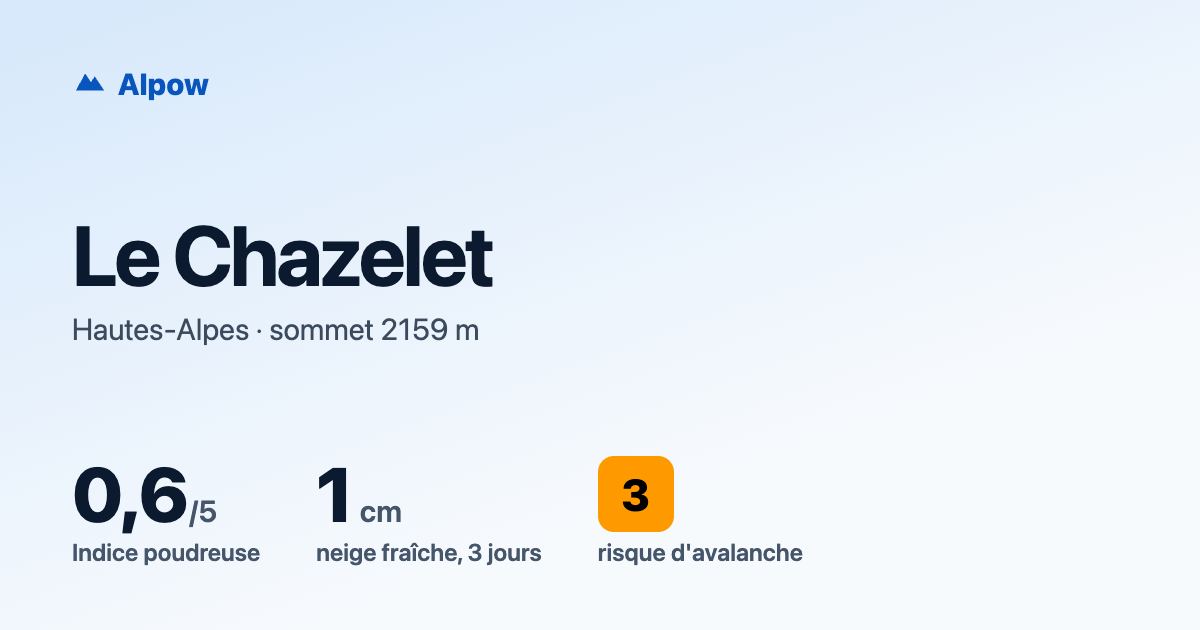 Alpow
Le Chazelet
Hautes-Alpes · sommet 2159 m
0,6/5
Indice poudreuse
1 cm
neige fraîche, 3 jours
3
risque d'avalanche